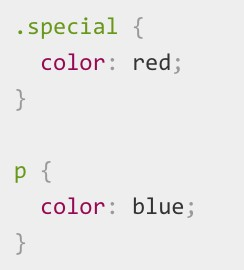 .special {
  color: red;
}

p {
  color: blue;
}